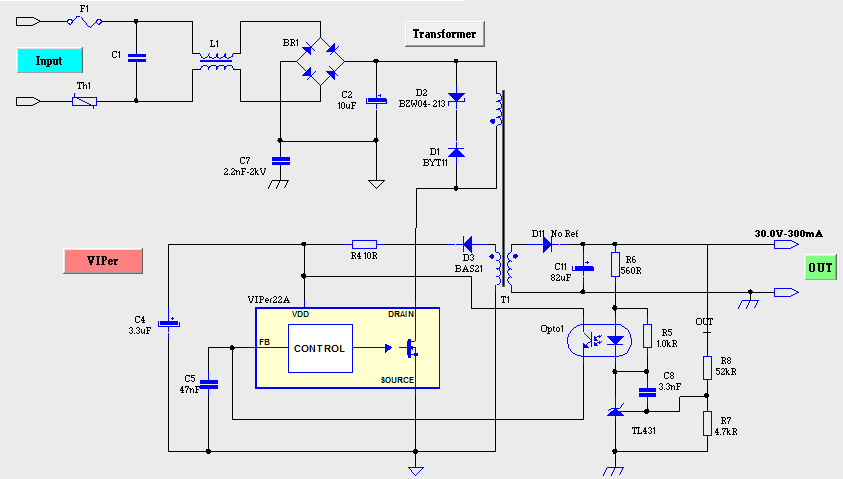 F1
Input
C1
Th1
L1
BR1
Transformer
C2
10uF
D2
BZW04-213
D1
BYT11
C7
2.2nF-2kV
VIPer
R4 10R
D3
BAS21
D11 No Ref
T1
C11
82uF
R6
560R
30.0V-300mA
OUT
VIPer22A
VDD
DRAIN
FB
CONTROL
SOURCE
C4
3.3uF
C5
47nF
Opto1
R5
1.0kR
C8
3.3nF
TL431
OUT
R8
52kR
R7
4.7kR